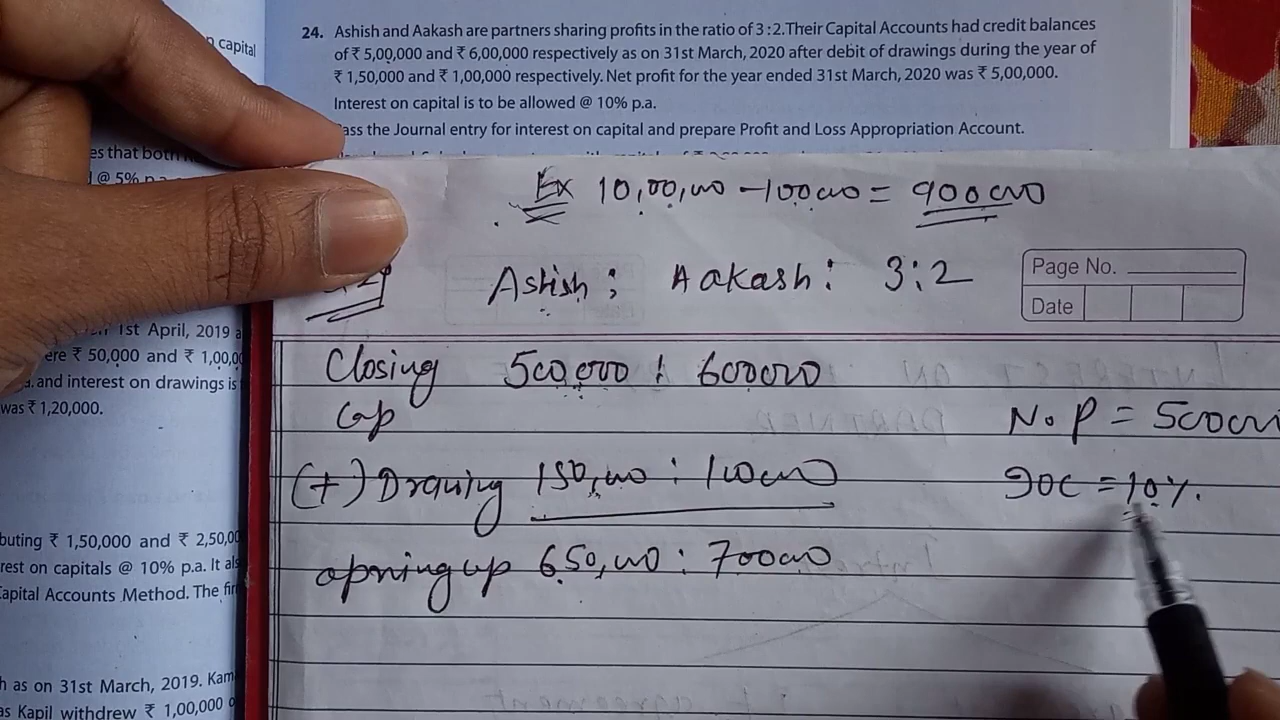 capital
24. Ashish and Aakash are partners sharing profits in the ratio of 3 : 2. Their Capital Accounts had credit balances
of ₹ 5,00,000 and ₹ 6,00,000 respectively as on 31st March, 2020 after debit of drawings during the year of
₹ 1,50,000 and ₹ 1,00,000 respectively. Net profit for the year ended 31st March, 2020 was ₹ 5,00,000.
Interest on capital is to be allowed @ 10% p.a.
ass the Journal entry for interest on capital and prepare Profit and Loss Appropriation Account.
es that both
@ 5% p.a
Ex 10,00,000 - 100000 = 900000
Ashish : Aakash : 3:2
Page No.
Date
1st April, 2019 a
ere ₹ 50,000 and ₹ 1,00,00
and interest on drawings is
was ₹ 1,20,000.
Closing 500,000 : 600000
Cap
N.P = 50000
(+) Drawing 150,000 : 100000
IOC = 10%.
opning cap 650,000 : 700000
buting ₹ 1,50,000 and ₹ 2,50,00
rest on capitals @ 10% p.a. It als
Capital Accounts Method. The fir
h as on 31st March, 2019. Kam
as Kapil withdrew ₹ 1,00,000